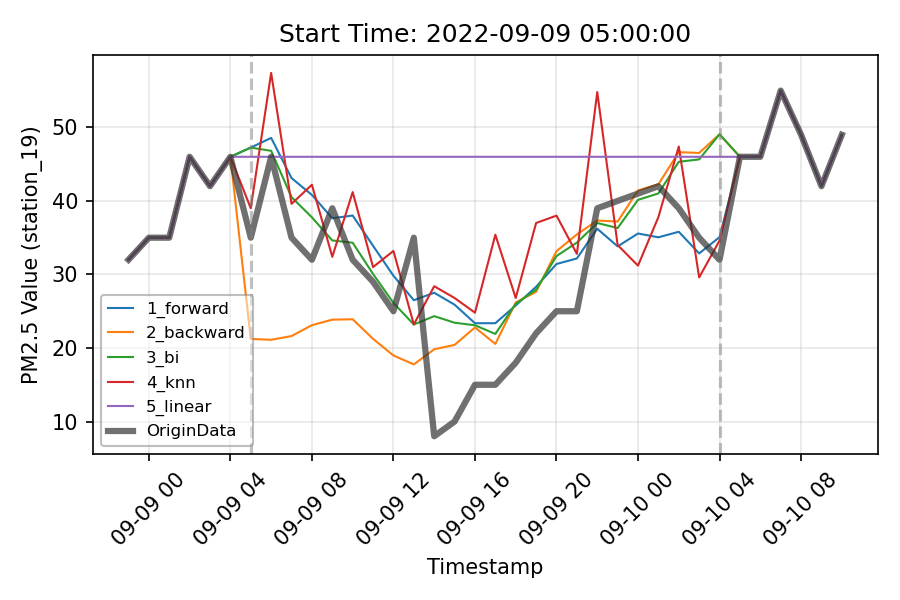 Start Time: 2022-09-09 05:00:00
PM2.5 Value (station_19)
50
40
30
20
10
1_forward
2_backward
3_bi
4_knn
5_linear
OriginData
09-09 00
09-09 04
09-09 08
09-09 12
09-09 16
09-09 20
09-10 00
09-10 04
09-10 08
Timestamp